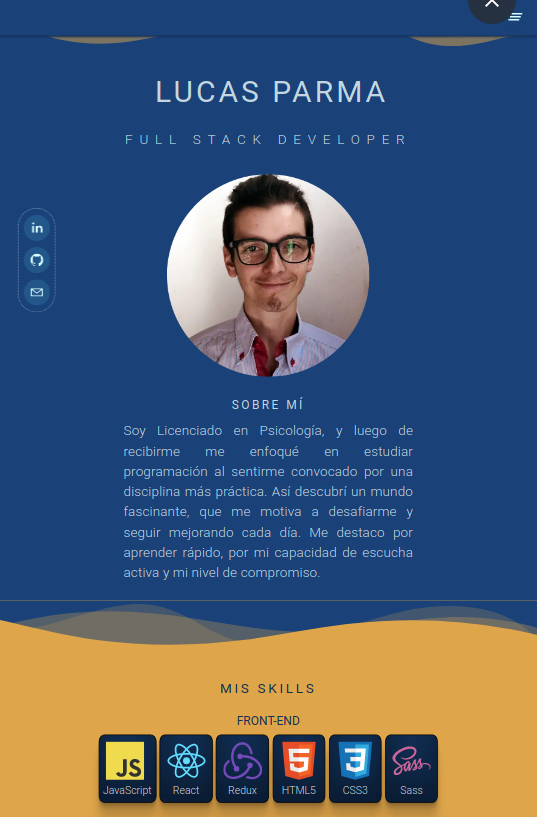 LUCAS PARMA
FULL STACK DEVELOPER
in
SOBRE MÍ
Soy Licenciado en Psicología, y luego de
recibirme me enfoqué en estudiar
programación al sentirme convocado por una
disciplina más práctica. Así descubrí un mundo
fascinante, que me motiva a desafiarme y
seguir mejorando cada día. Me destaco por
aprender rápido, por mi capacidad de escucha
activa y mi nivel de compromiso.
MIS SKILLS
FRONT-END
JS 5 3 Sass
JavaScript React Redux HTML5 CSS3 Sass